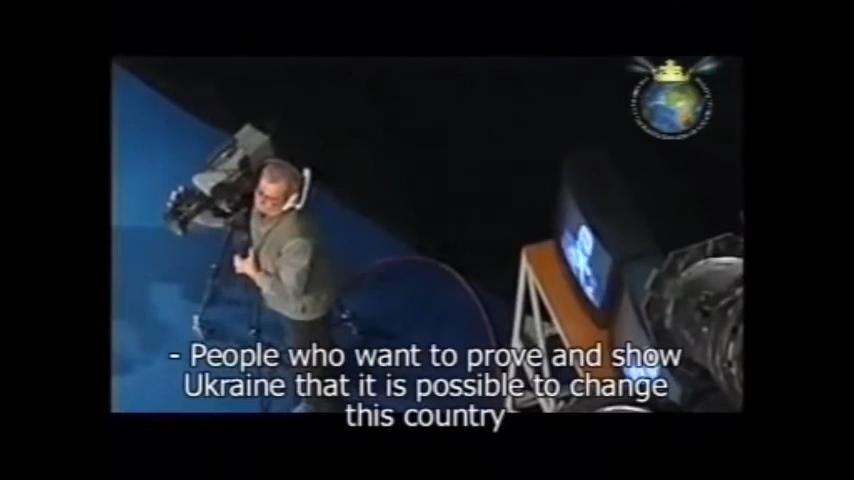 - People who want to prove and show
Ukraine that it is possible to change
this country